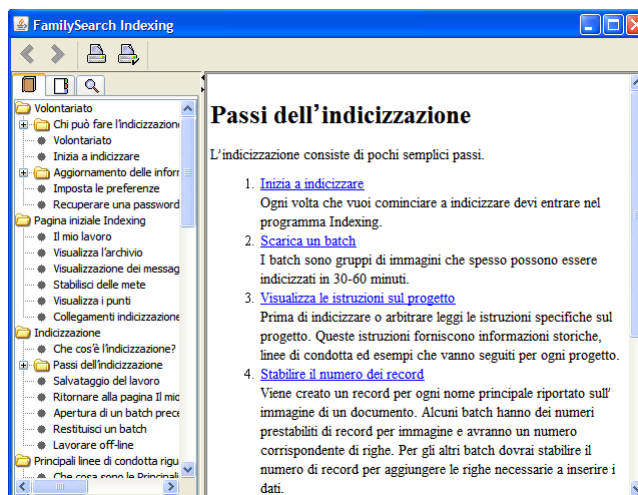 FamilySearch Indexing
Volontariato
Chi può fare l'indicizzazion
Volontariato
Inizia a indicizzare
Aggiornamento delle infor
Imposta le preferenze
Recuperare una password
Pagina iniziale Indexing
Il mio lavoro
Visualizza l'archivio
Visualizzazione dei messag
Stabilisci delle mete
Visualizza i punti
Collegamenti indicizzazione
Indicizzazione
Che cos'è l'indicizzazione?
Passi dell'indicizzazione
Salvataggio del lavoro
Ritornare alla pagina Il mio
Apertura di un batch prece
Restituisci un batch
Lavorare off-line
Principali linee di condotta rigu
Che cosa sono le Principali
Passi dell'indicizzazione
L'indicizzazione consiste di pochi semplici passi.
1. Inizia a indicizzare
Ogni volta che vuoi cominciare a indicizzare devi entrare nel
programma Indexing.
2. Scarica un batch
I batch sono gruppi di immagini che spesso possono essere
indicizzati in 30-60 minuti.
3. Visualizza le istruzioni sul progetto
Prima di indicizzare o arbitrare leggi le istruzioni specifiche sul
progetto. Queste istruzioni forniscono informazioni storiche,
linee di condotta ed esempi che vanno seguiti per ogni progetto.
4. Stabilire il numero dei record
Viene creato un record per ogni nome principale riportato sull'
immagine di un documento. Alcuni batch hanno dei numeri
prestabiliti di record per immagine e avranno un numero
corrispondente di righe. Per gli altri batch dovrai stabilire il
numero di record per aggiungere le righe necessarie a inserire i
dati.